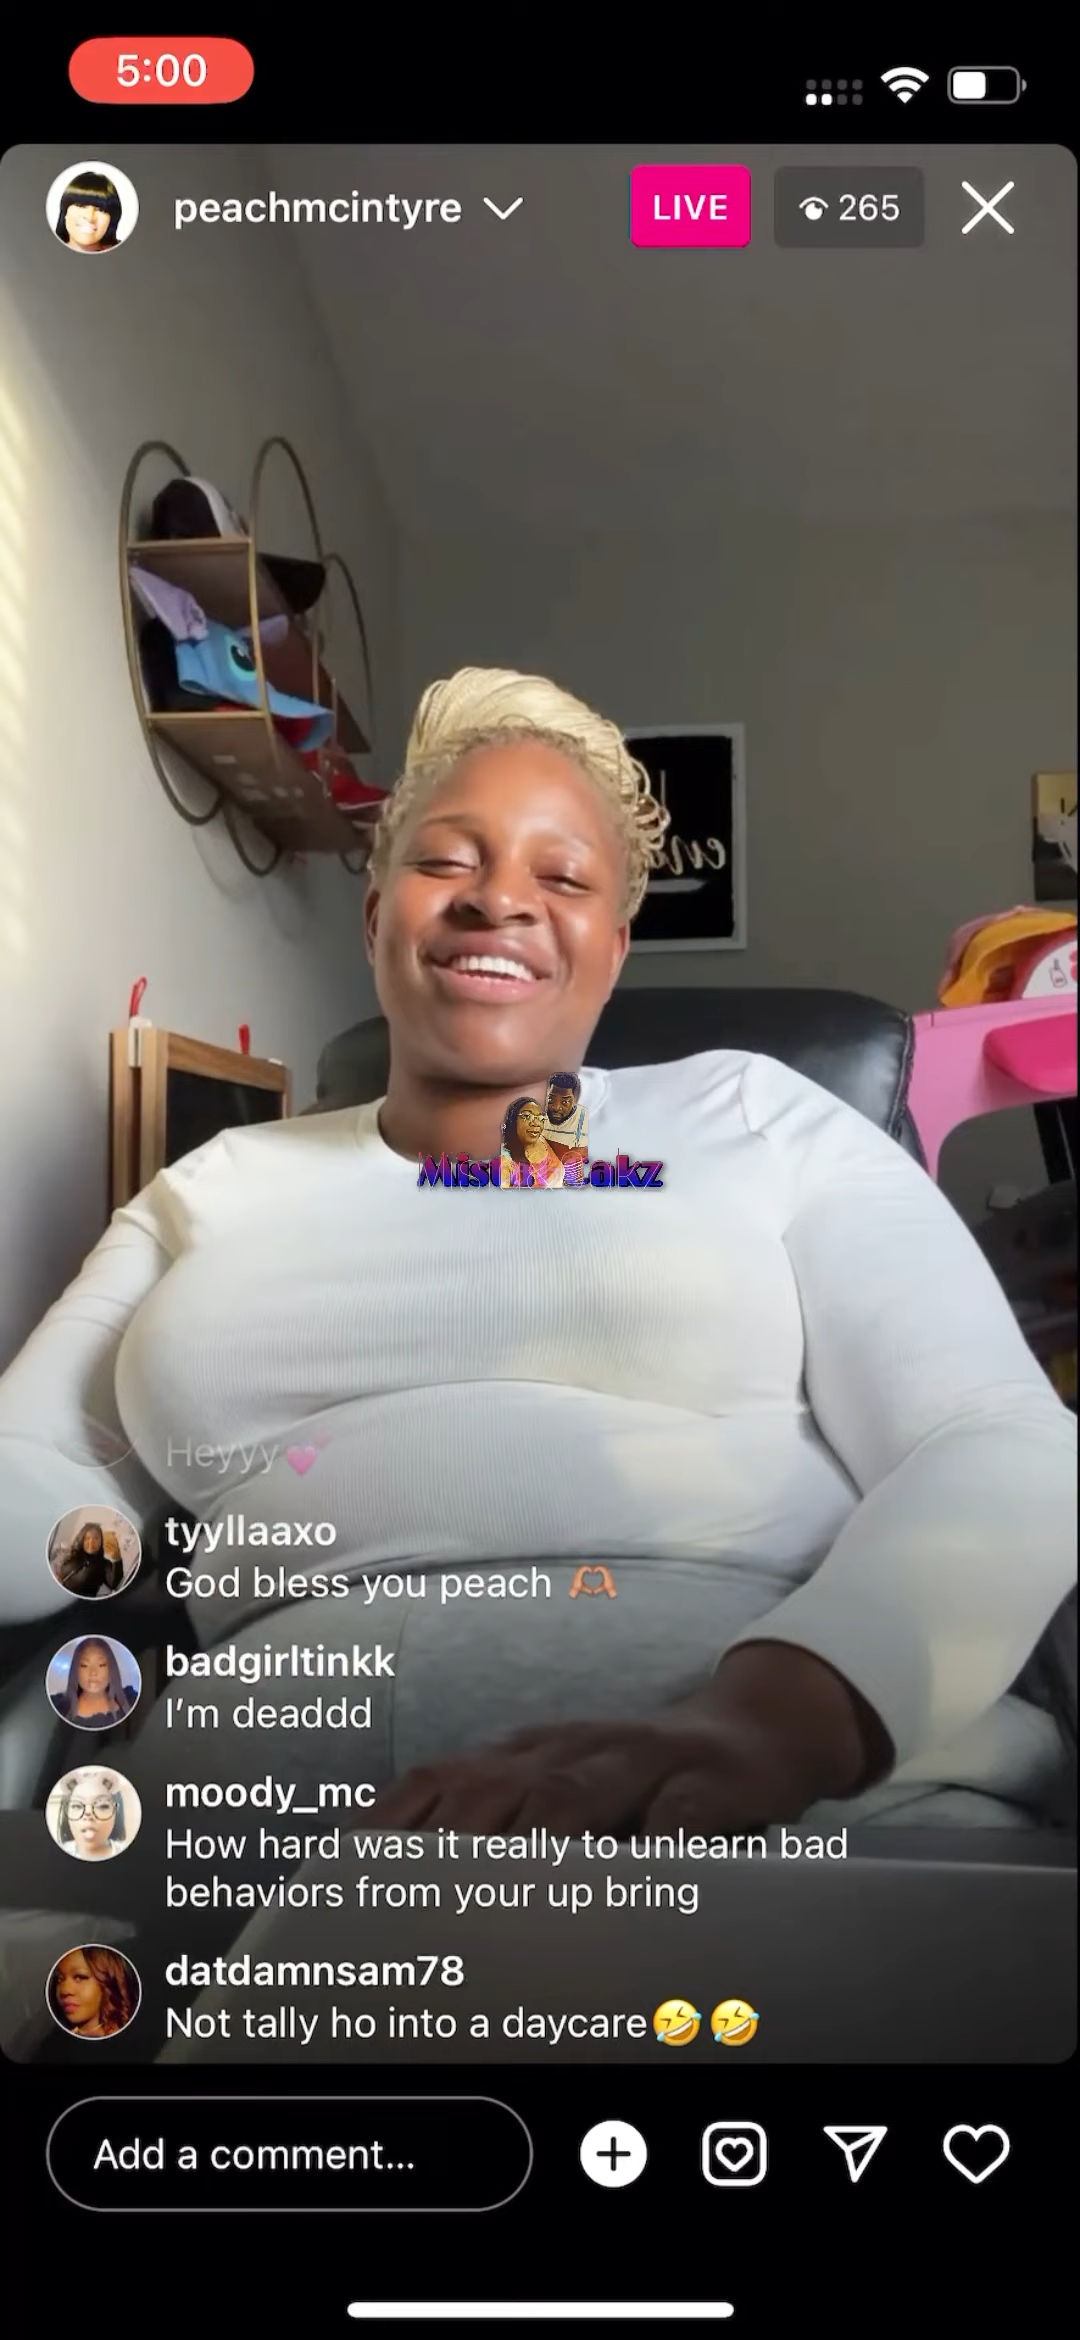 5:00
peachmcintyre
LIVE
265
Heyyy💕
tyyllaaxo
God bless you peach 🫶🏽
badgirltinkk
I'm deaddd
moody_mc
How hard was it really to unlearn bad
behaviors from your up bring
datdamnsam78
Not tally ho into a daycare🤣🤣
Add a comment...